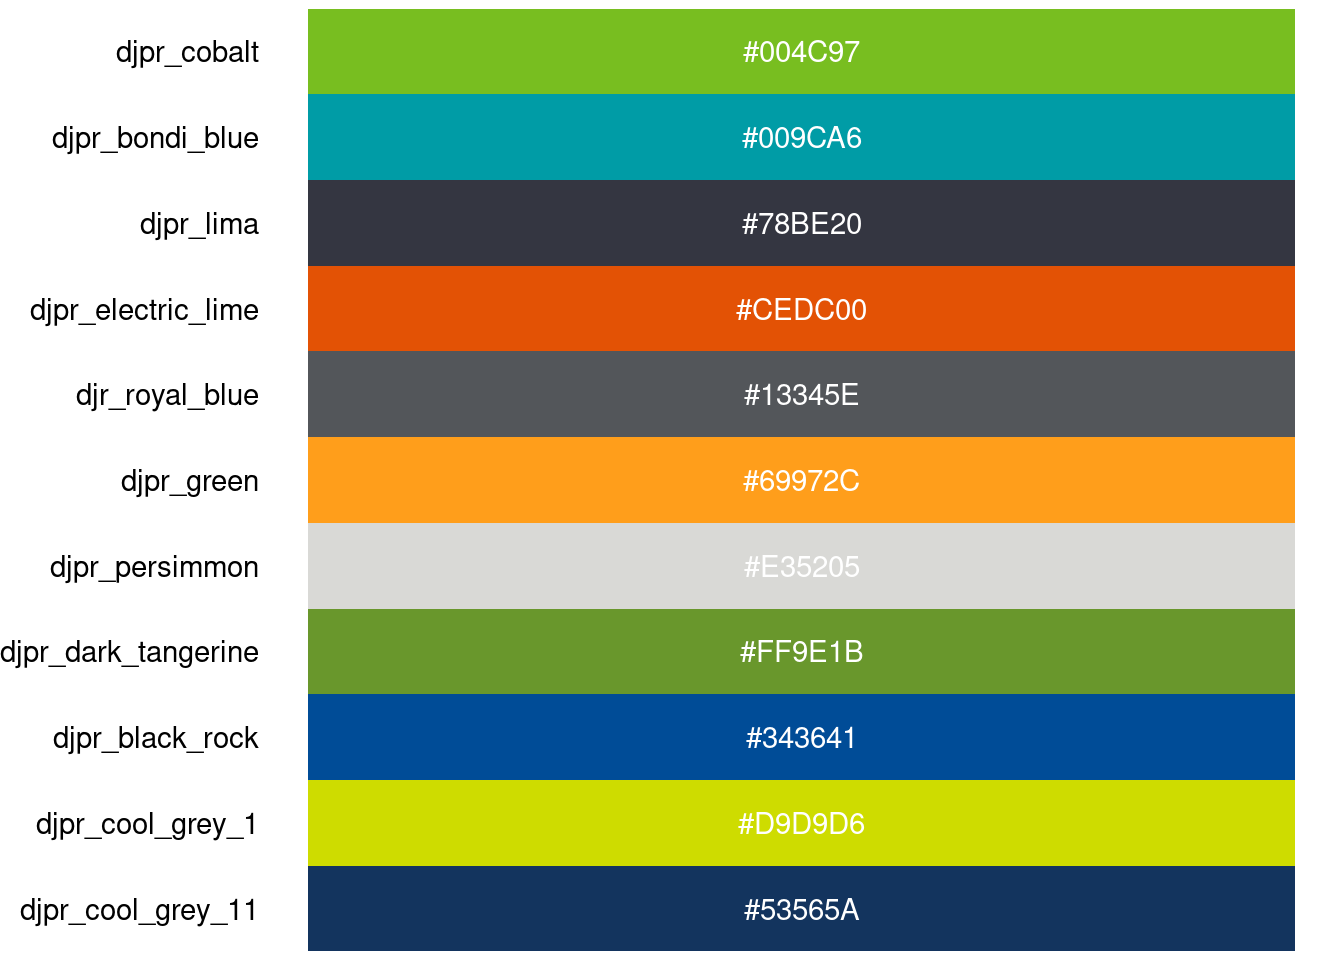 djpr_cobalt #004C97
djpr_bondi_blue #009CA6
djpr_lima #78BE20
djpr_electric_lime #CEDC00
djr_royal_blue #13345E
djpr_green #69972C
djpr_persimmon #E35205
djpr_dark_tangerine #FF9E1B
djpr_black_rock #343641
djpr_cool_grey_1 #D9D9D6
djpr_cool_grey_11 #53565A